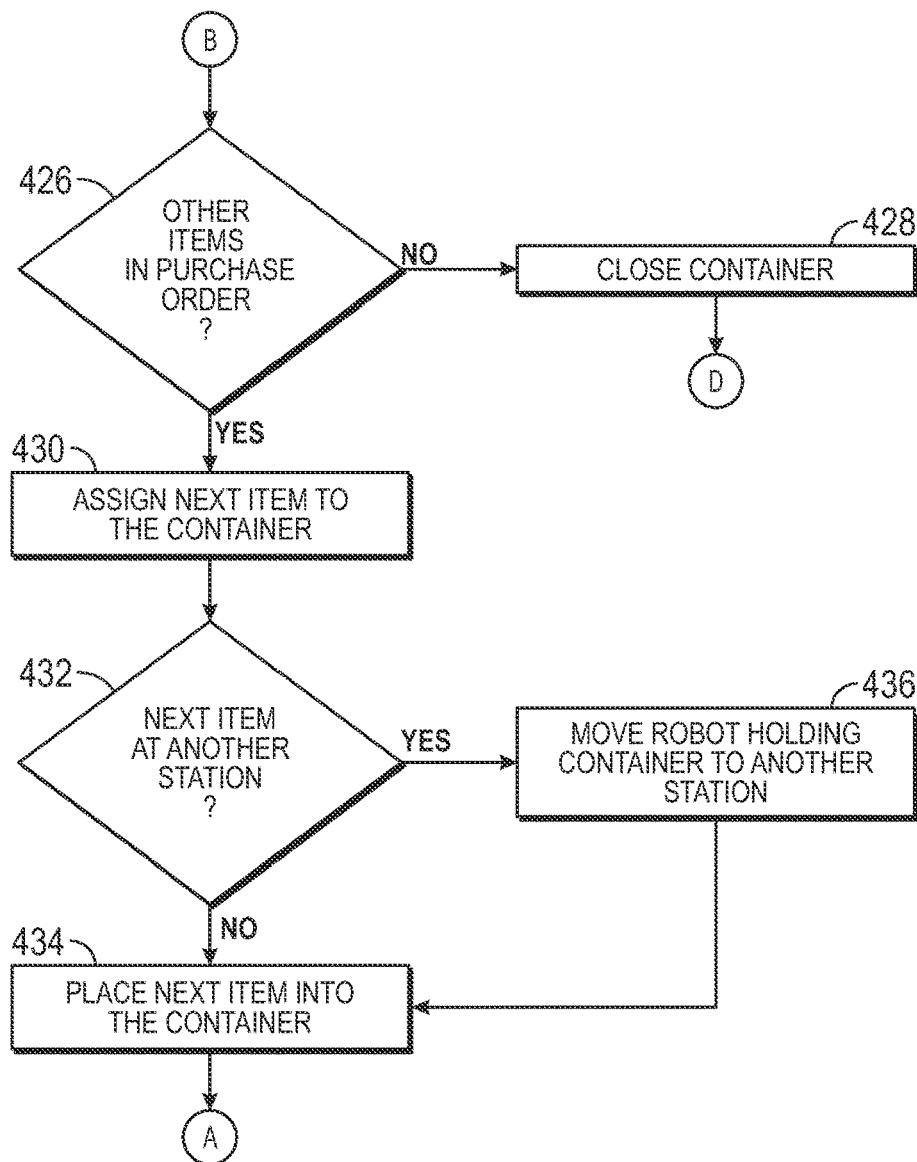 B
426
OTHER
ITEMS
IN PURCHASE
ORDER
?
NO
428
CLOSE CONTAINER
D
YES
430
ASSIGN NEXT ITEM TO
THE CONTAINER
432
NEXT ITEM
AT ANOTHER
STATION
?
YES
436
MOVE ROBOT HOLDING
CONTAINER TO ANOTHER
STATION
NO
434
PLACE NEXT ITEM INTO
THE CONTAINER
A